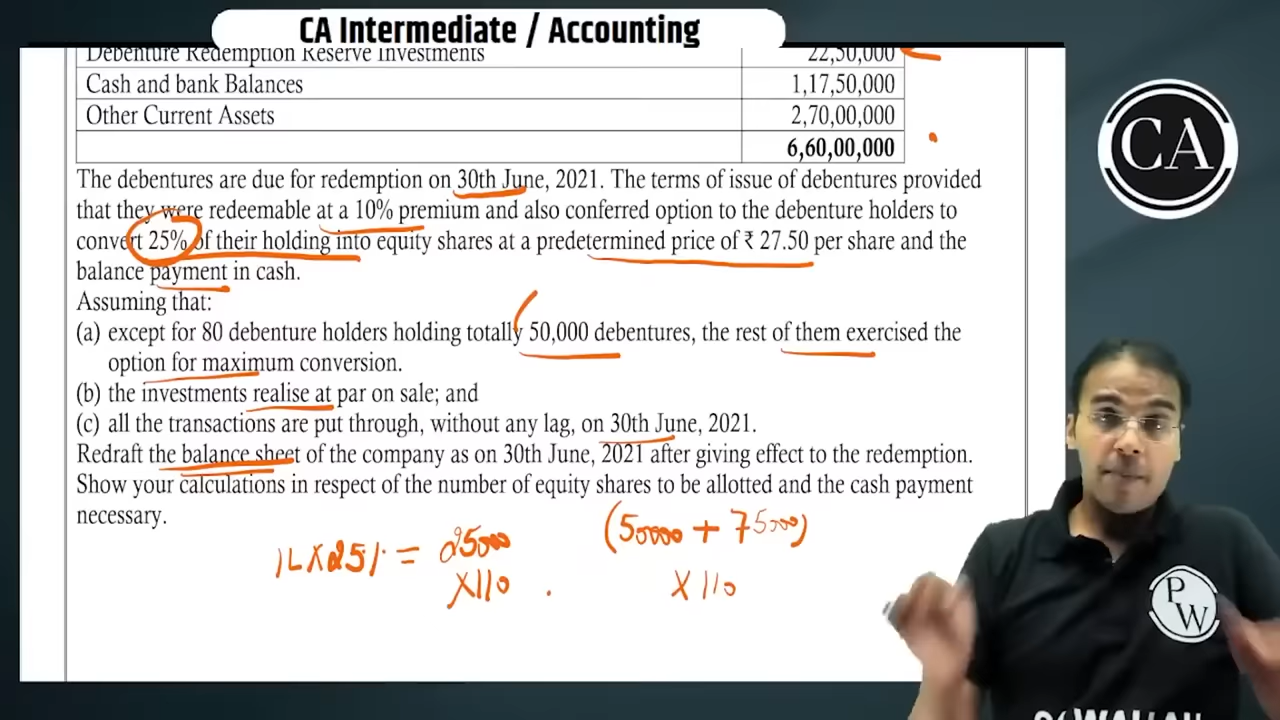 CA Intermediate / Accounting
Debenture Redemption Reserve Investments 22,50,000
Cash and bank Balances 1,17,50,000
Other Current Assets 2,70,00,000
6,60,00,000
The debentures are due for redemption on 30th June, 2021. The terms of issue of debentures provided
that they were redeemable at a 10% premium and also conferred option to the debenture holders to
convert 25% of their holding into equity shares at a predetermined price of ₹ 27.50 per share and the
balance payment in cash.
Assuming that:
(a) except for 80 debenture holders holding totally 50,000 debentures, the rest of them exercised the
option for maximum conversion.
(b) the investments realise at par on sale; and
(c) all the transactions are put through, without any lag, on 30th June, 2021.
Redraft the balance sheet of the company as on 30th June, 2021 after giving effect to the redemption.
Show your calculations in respect of the number of equity shares to be allotted and the cash payment
necessary.
1L X 25% = 25000 (50000 + 75000)
X110 X 110
CA
P
W